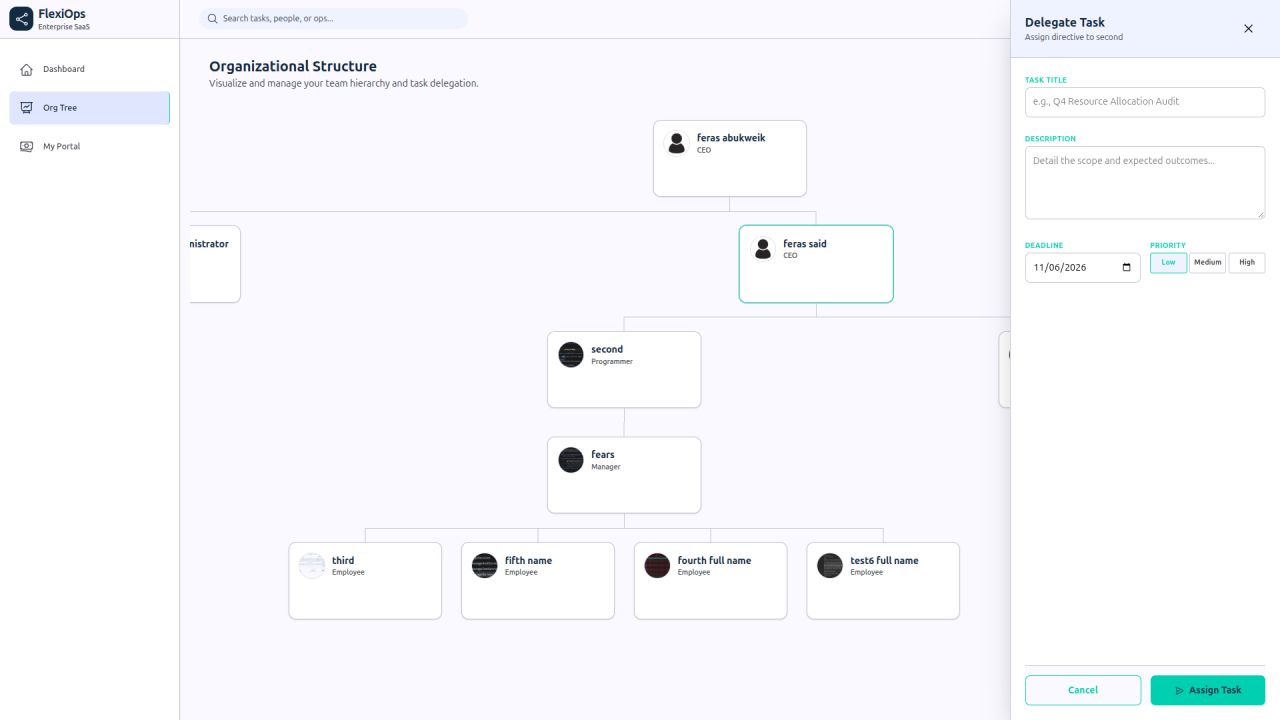 FlexiOps
Enterprise SaaS
Search tasks, people, or ops...
Dashboard
Org Tree
My Portal
Organizational Structure
Visualize and manage your team hierarchy and task delegation.
feras abukweik
CEO
nistrator
feras said
CEO
second
Programmer
fears
Manager
third
Employee
fifth name
Employee
fourth full name
Employee
test6 full name
Employee
Delegate Task
Assign directive to second
TASK TITLE
e.g., Q4 Resource Allocation Audit
DESCRIPTION
Detail the scope and expected outcomes...
DEADLINE
PRIORITY
11/06/2026
Low Medium High
Cancel
Assign Task